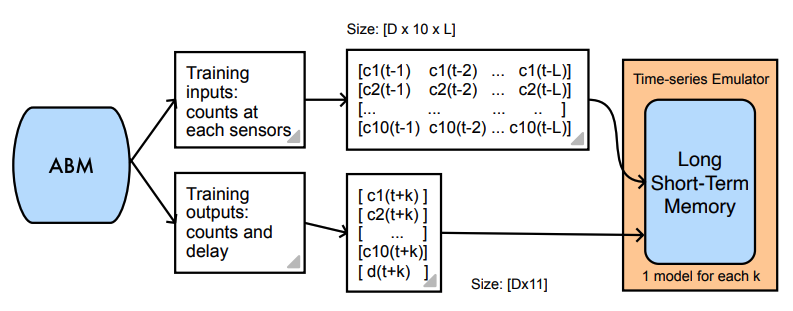 Size: [D x 10 x L]
ABM
Training
inputs:
counts at
each sensors
[c1(t-1) c1(t-2) ... c1(t-L)]
[c2(t-1) c2(t-2) ... c2(t-L)]
[... ... ... .. ]
[c10(t-1) c10(t-2) ... c10(t-L)]
Training
outputs:
counts and
delay
[ c1(t+k) ]
[ c2(t+k) ]
[ ... ]
[c10(t+k)]
[ d(t+k) ]
Size: [Dx11]
Time-series Emulator
Long
Short-Term
Memory
1 model for each k